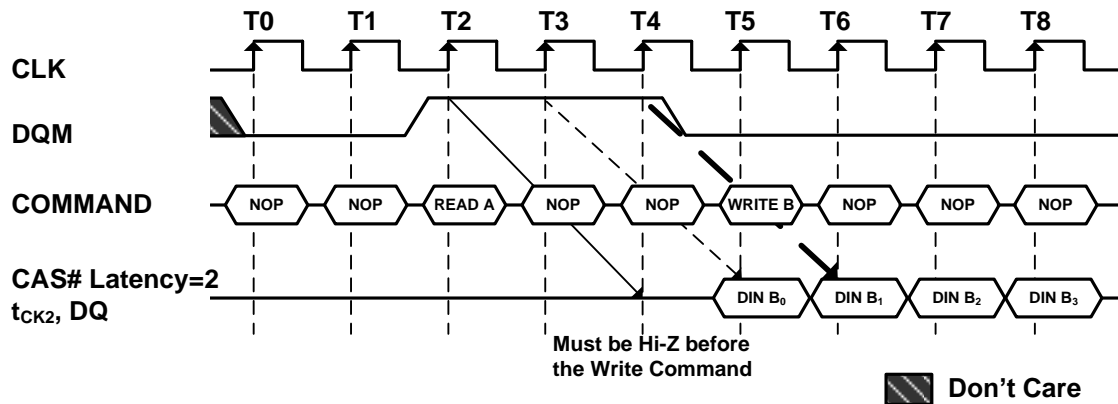 T0 T1 T2 T3 T4 T5 T6 T7 T8
CLK
DQM
COMMAND NOP NOP READ A NOP NOP WRITE B NOP NOP NOP
CAS# Latency=2
tCK2, DQ DIN B0 DIN B1 DIN B2 DIN B3
Must be Hi-Z before
the Write Command
Don't Care